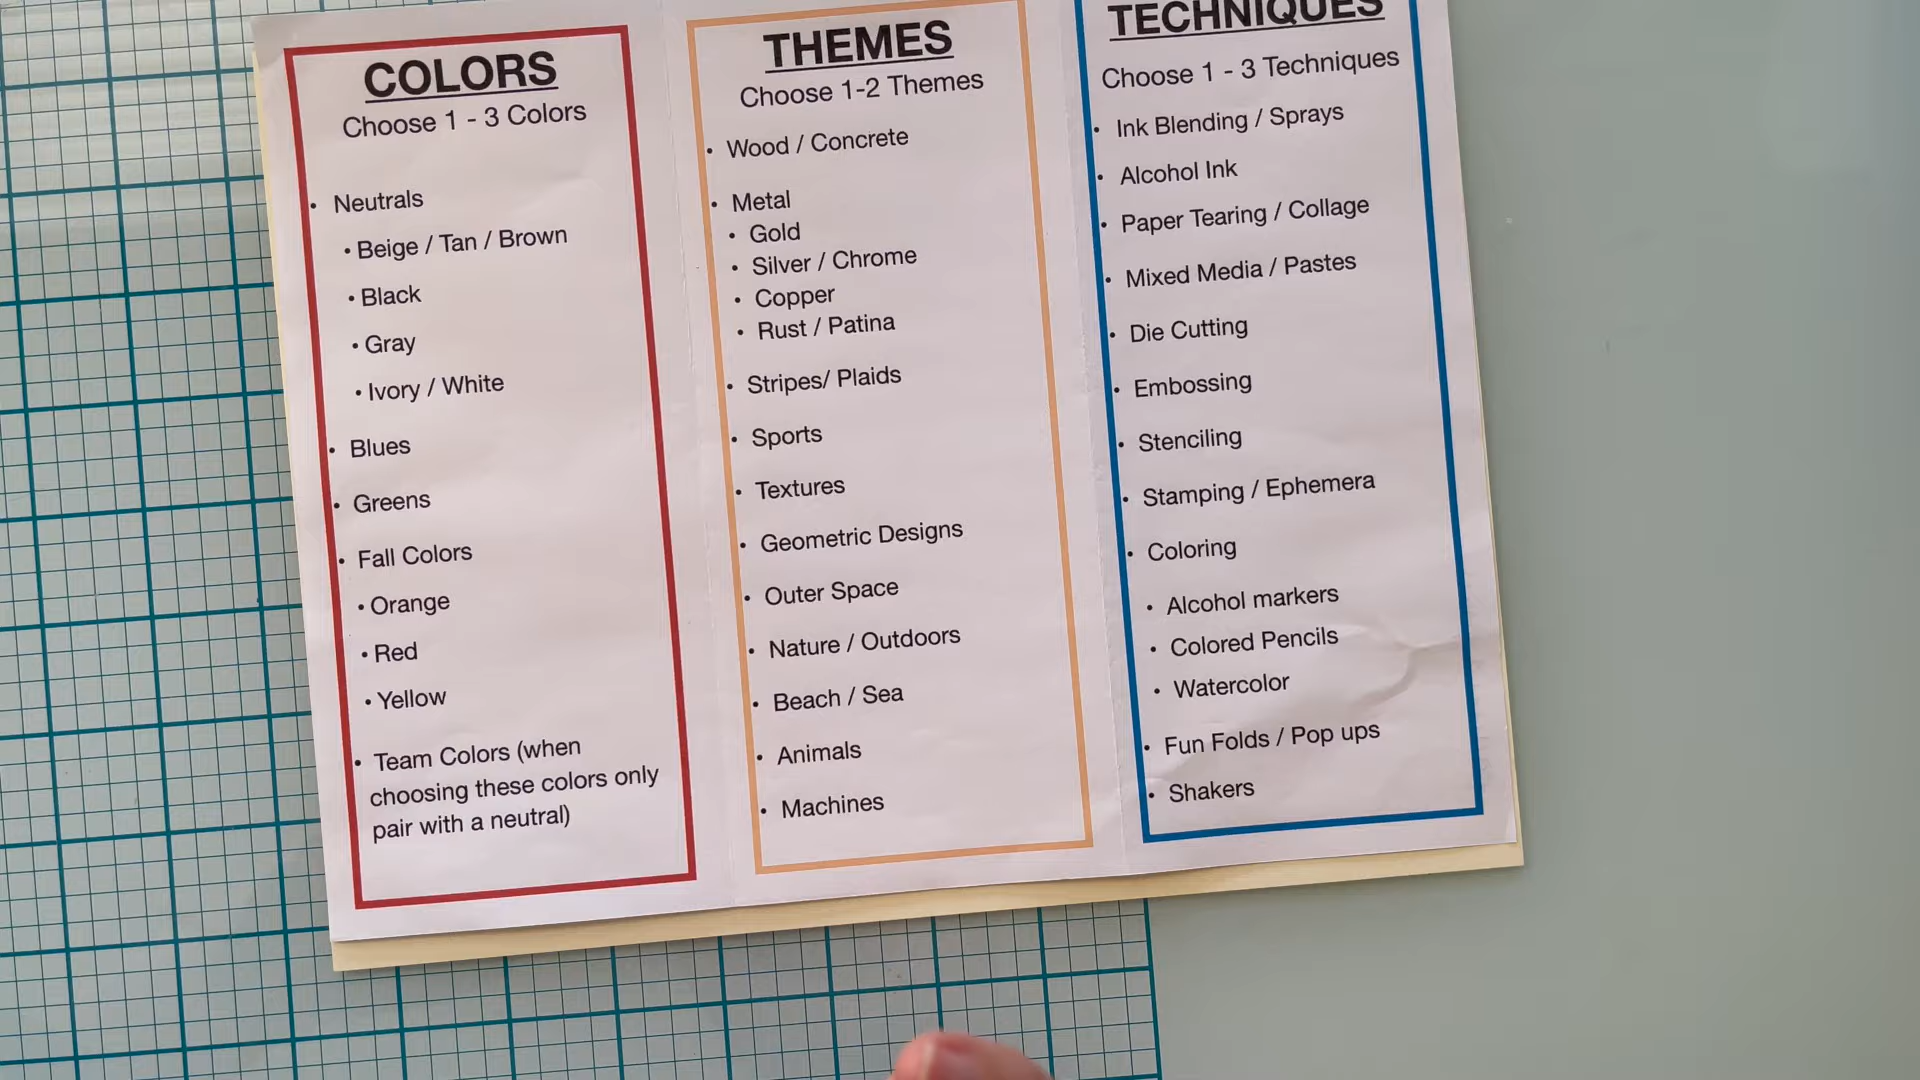 COLORS
Choose 1 - 3 Colors
• Neutrals
• Beige / Tan / Brown
• Black
• Gray
• Ivory / White
• Blues
• Greens
• Fall Colors
• Orange
• Red
• Yellow
• Team Colors (when
choosing these colors only
pair with a neutral)
THEMES
Choose 1-2 Themes
• Wood / Concrete
• Metal
• Gold
• Silver / Chrome
• Copper
• Rust / Patina
• Stripes/ Plaids
• Sports
• Textures
• Geometric Designs
• Outer Space
• Nature / Outdoors
• Beach / Sea
• Animals
• Machines
TECHNIQUES
Choose 1 - 3 Techniques
• Ink Blending / Sprays
• Alcohol Ink
• Paper Tearing / Collage
• Mixed Media / Pastes
• Die Cutting
• Embossing
• Stenciling
• Stamping / Ephemera
• Coloring
• Alcohol markers
• Colored Pencils
• Watercolor
• Fun Folds / Pop ups
• Shakers